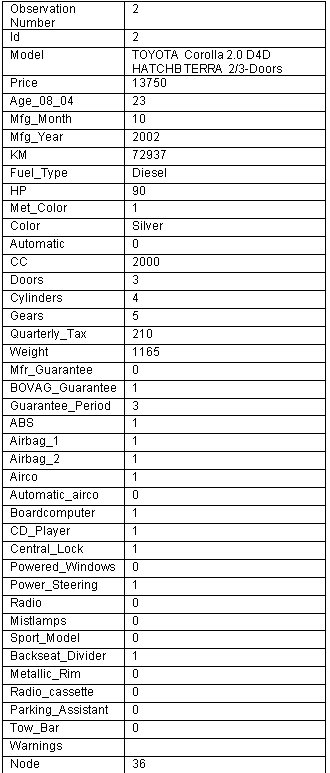 Observation 2
Number
Id 2
Model TOYOTA Corolla 2.0 D4D
HATCHB TERRA 2/3-Doors
Price 13750
Age_08_04 23
Mfg_Month 10
Mfg_Year 2002
KM 72937
Fuel_Type Diesel
HP 90
Met_Color 1
Color Silver
Automatic 0
CC 2000
Doors 3
Cylinders 4
Gears 5
Quarterly_Tax 210
Weight 1165
Mfr_Guarantee 0
BOVAG_Guarantee 1
Guarantee_Period 3
ABS 1
Airbag_1 1
Airbag_2 1
Airco 1
Automatic_airco 0
Boardcomputer 1
CD_Player 1
Central_Lock 1
Powered_Windows 0
Power_Steering 1
Radio 0
Mistlamps 0
Sport_Model 0
Backseat_Divider 1
Metallic_Rim 0
Radio_cassette 0
Parking_Assistant 0
Tow_Bar 0
Warnings
Node 36